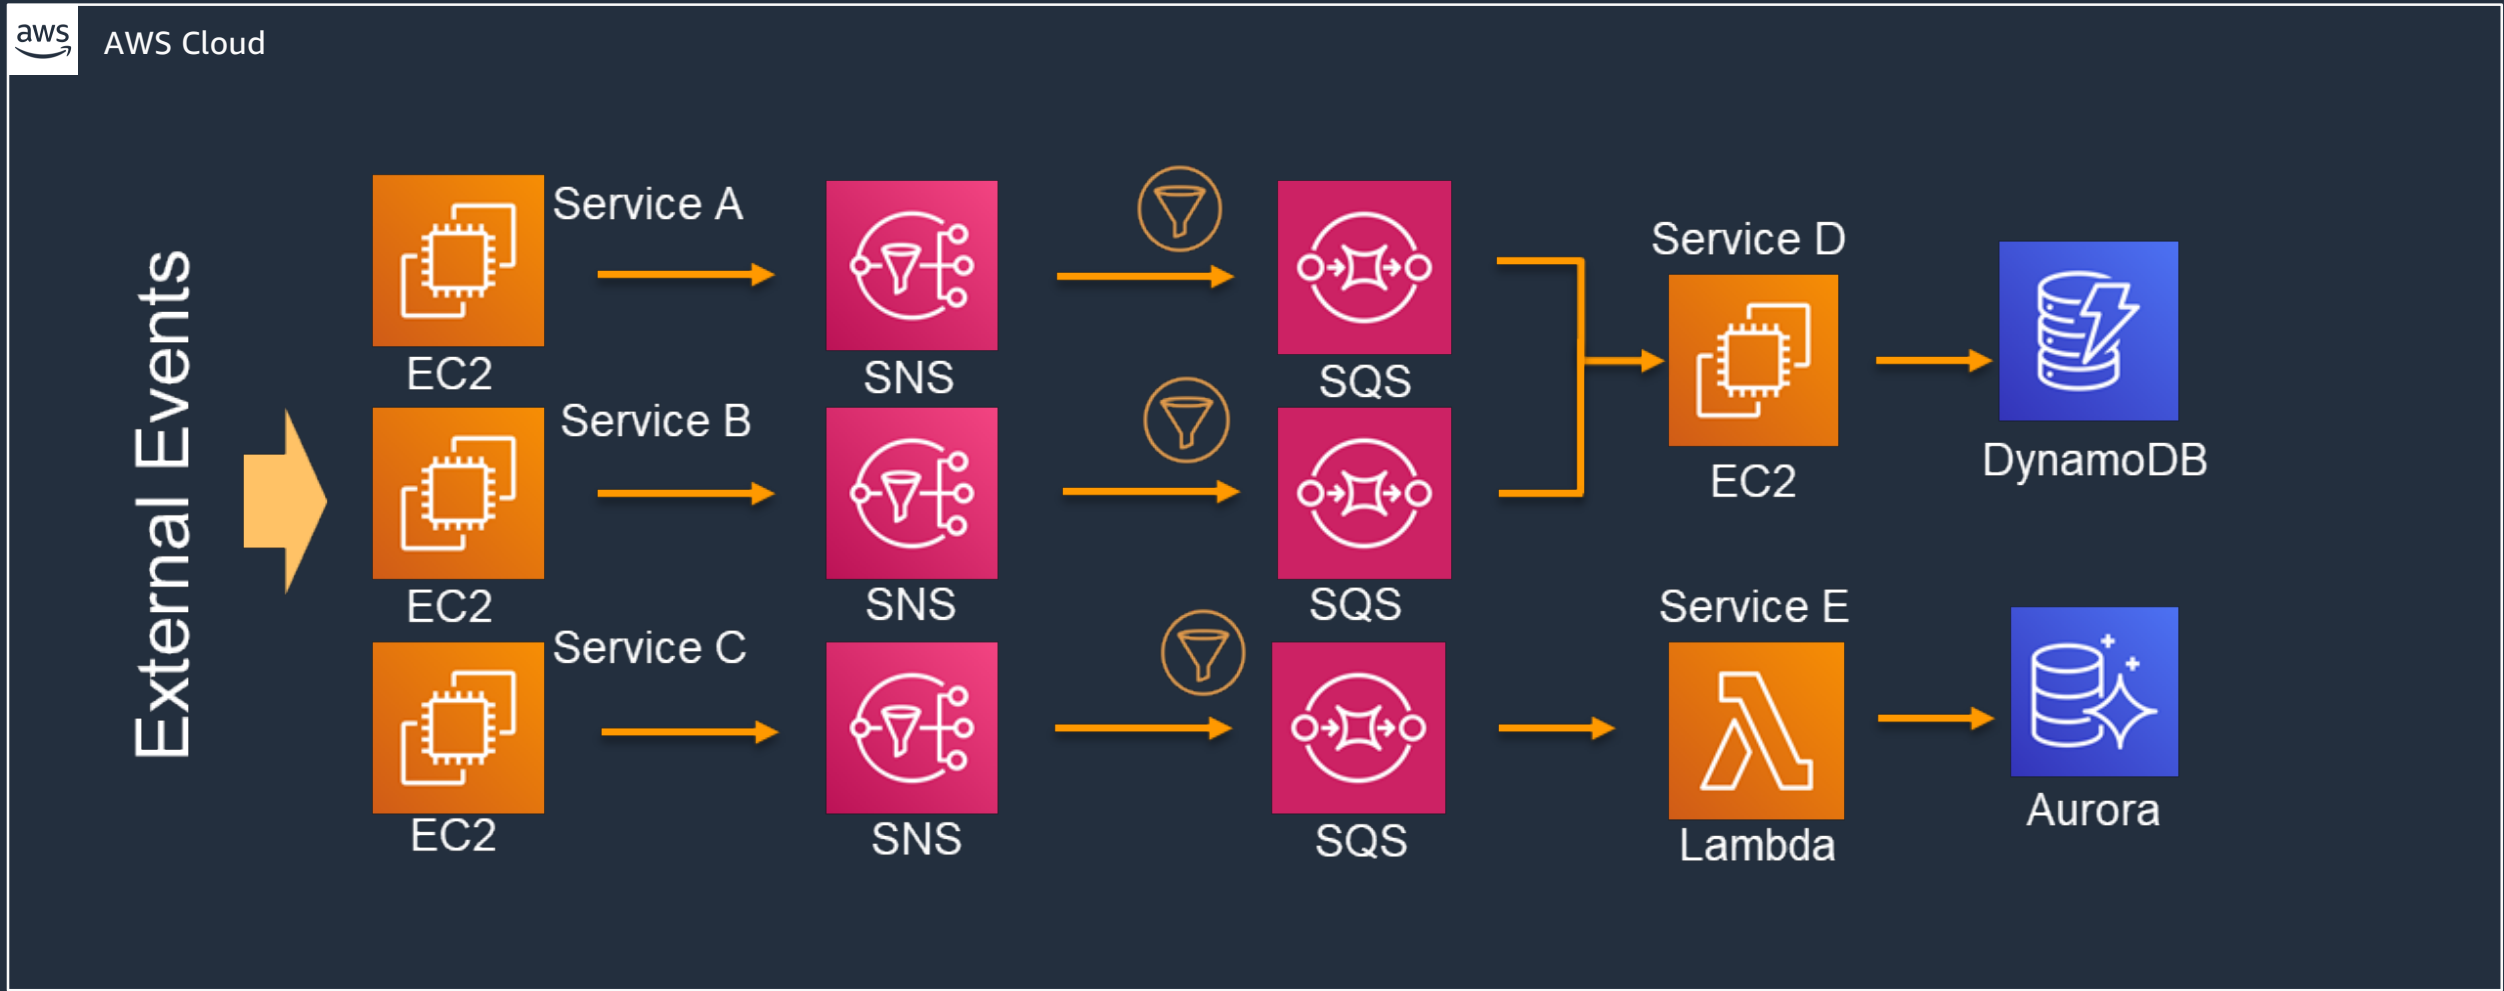 aws
AWS Cloud
External Events
Service A
EC2
SNS
SQS
Service B
EC2
SNS
SQS
Service C
EC2
SNS
SQS
Service D
EC2
DynamoDB
Service E
Lambda
Aurora